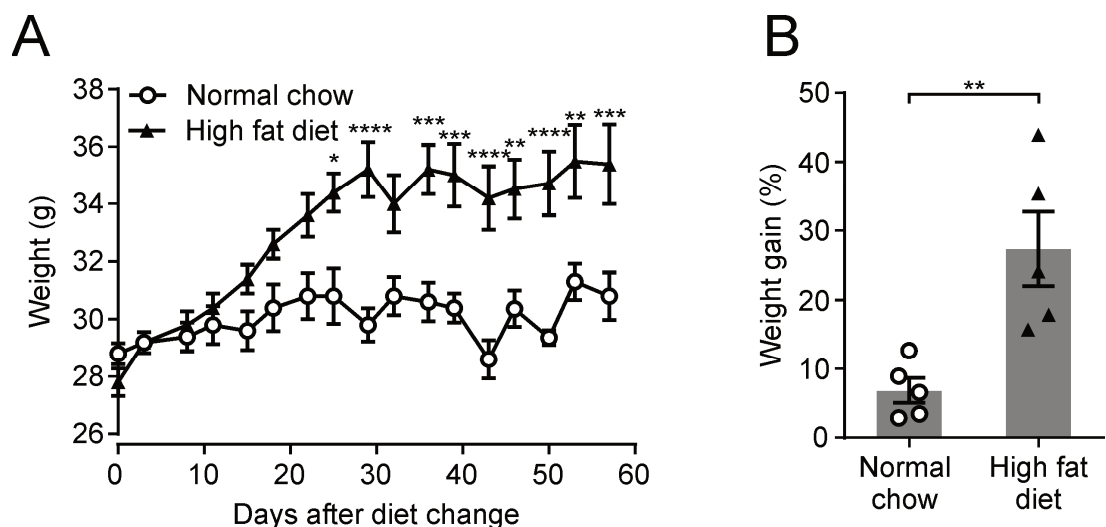 A
38
36
34
32
30
28
26
Weight (g)
Normal chow
High fat diet
*
****
***
***
****
**
****
**
***
0
10
20
30
40
50
60
Days after diet change
B
50
40
30
20
10
0
Weight gain (%)
**
Normal
chow
High fat
diet